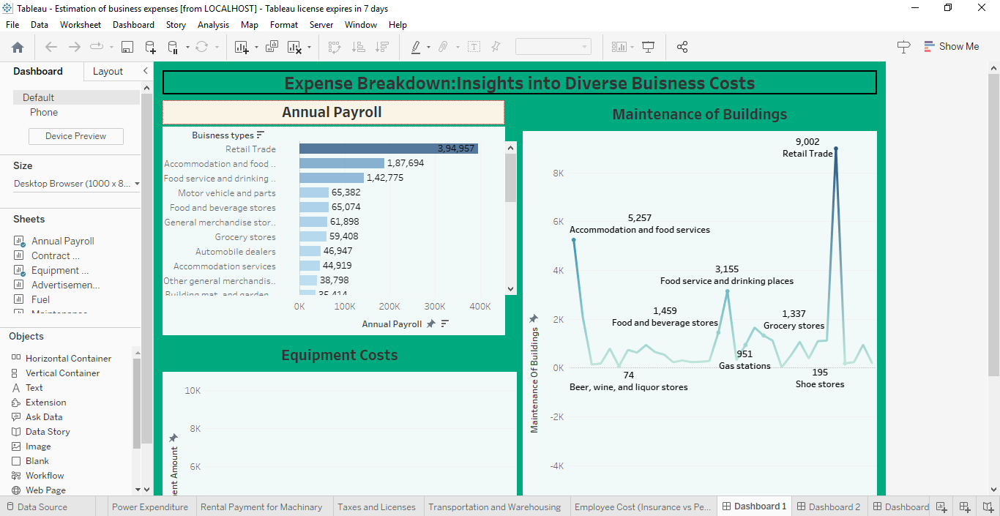 Tableau - Estimation of business expenses [from LOCALHOST] - Tableau license expires in 7 days
File Data Worksheet Dashboard Story Analysis Map Format Server Window Help
Show Me
Dashboard Layout
Default
Phone
Device Preview
Size
Desktop Browser (1000 x 8...
Sheets
Annual Payroll
Contract ...
Equipment ...
Advertisemen...
Fuel
Objects
Horizontal Container
Vertical Container
Text
Extension
Ask Data
Data Story
Image
Blank
Workflow
Web Page
Expense Breakdown:Insights into Diverse Buisness Costs
Annual Payroll
Buisness types
Retail Trade 3,94,957
Accommodation and food .. 1,87,694
Food service and drinking .. 1,42,775
Motor vehicle and parts 65,382
Food and beverage stores 65,074
General merchandise stor.. 61,898
Grocery stores 59,408
Automobile dealers 46,947
Accommodation services 44,919
Other general merchandis.. 38,798
Building mat. and garden 35,414
0K 100K 200K 300K 400K
Annual Payroll
Equipment Costs
10K
8K
6K
ent Amount
Maintenance of Buildings
9,002
Retail Trade
8K
6K
5,257
Accommodation and food services
4K
3,155
Food service and drinking places
2K
1,459
Food and beverage stores
1,337
Grocery stores
951
Gas stations
0K
74
Beer, wine, and liquor stores
195
Shoe stores
-2K
-4K
Maintenance Of Buildings
Data Source Power Expenditure Rental Payment for Machinary Taxes and Licenses Transportation and Warehousing Employee Cost (Insurance vs Pe... Dashboard 1 Dashboard 2 Dashboard